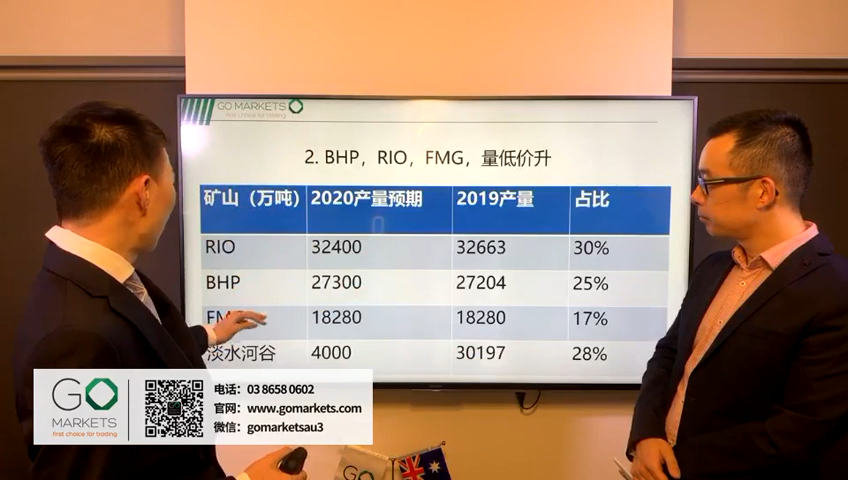 GO MARKETS
first choice for trading
2. BHP，RIO，FMG，量低价升
矿山（万吨） 2020产量预期 2019产量 占比
RIO 32400 32663 30%
BHP 27300 27204 25%
FM 18280 18280 17%
淡水河谷 4000 30197 28%
GO
MARKETS
first choice for trading
电话：03 8658 0602
官网：www.gomarkets.com
微信：gomarketsau3
GO